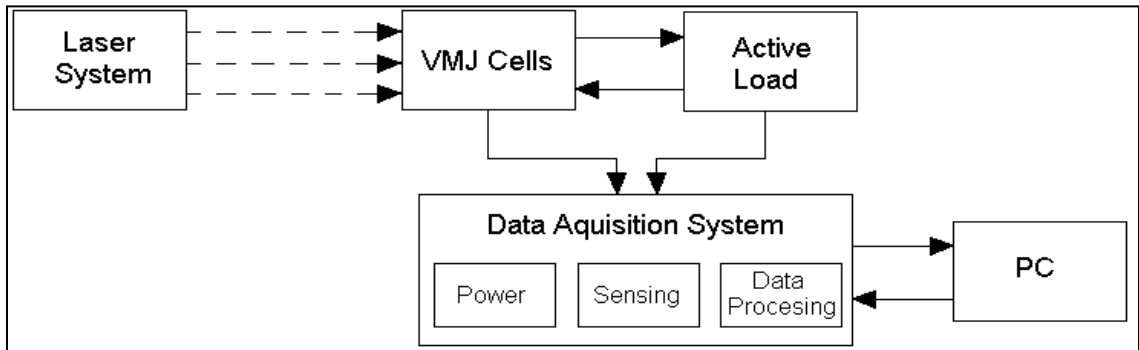 Laser
System
VMJ Cells
Active
Load
Data Aquisition System
Power
Sensing
Data
Procesing
PC